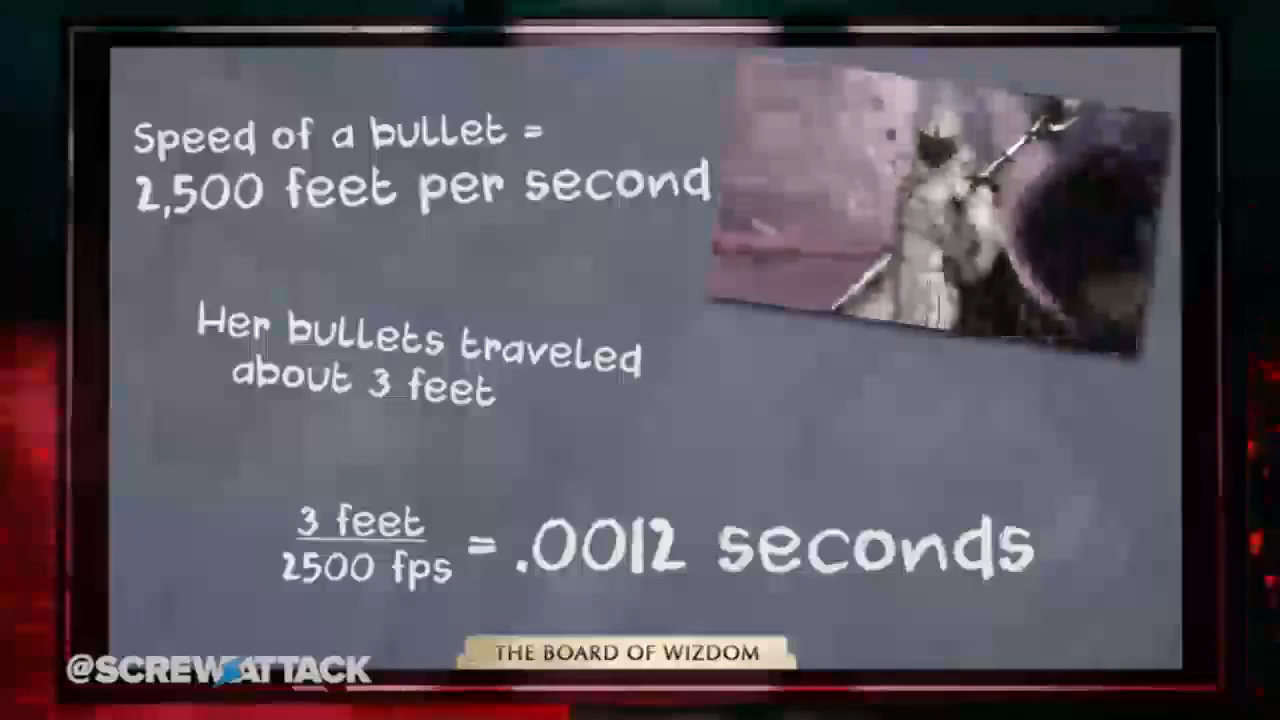 Speed of a bullet =
2,500 feet per second
Her bullets traveled
about 3 feet
3 feet
2500 fps
= .0012 seconds
THE BOARD OF WIZDOM
@SCREWATTACK